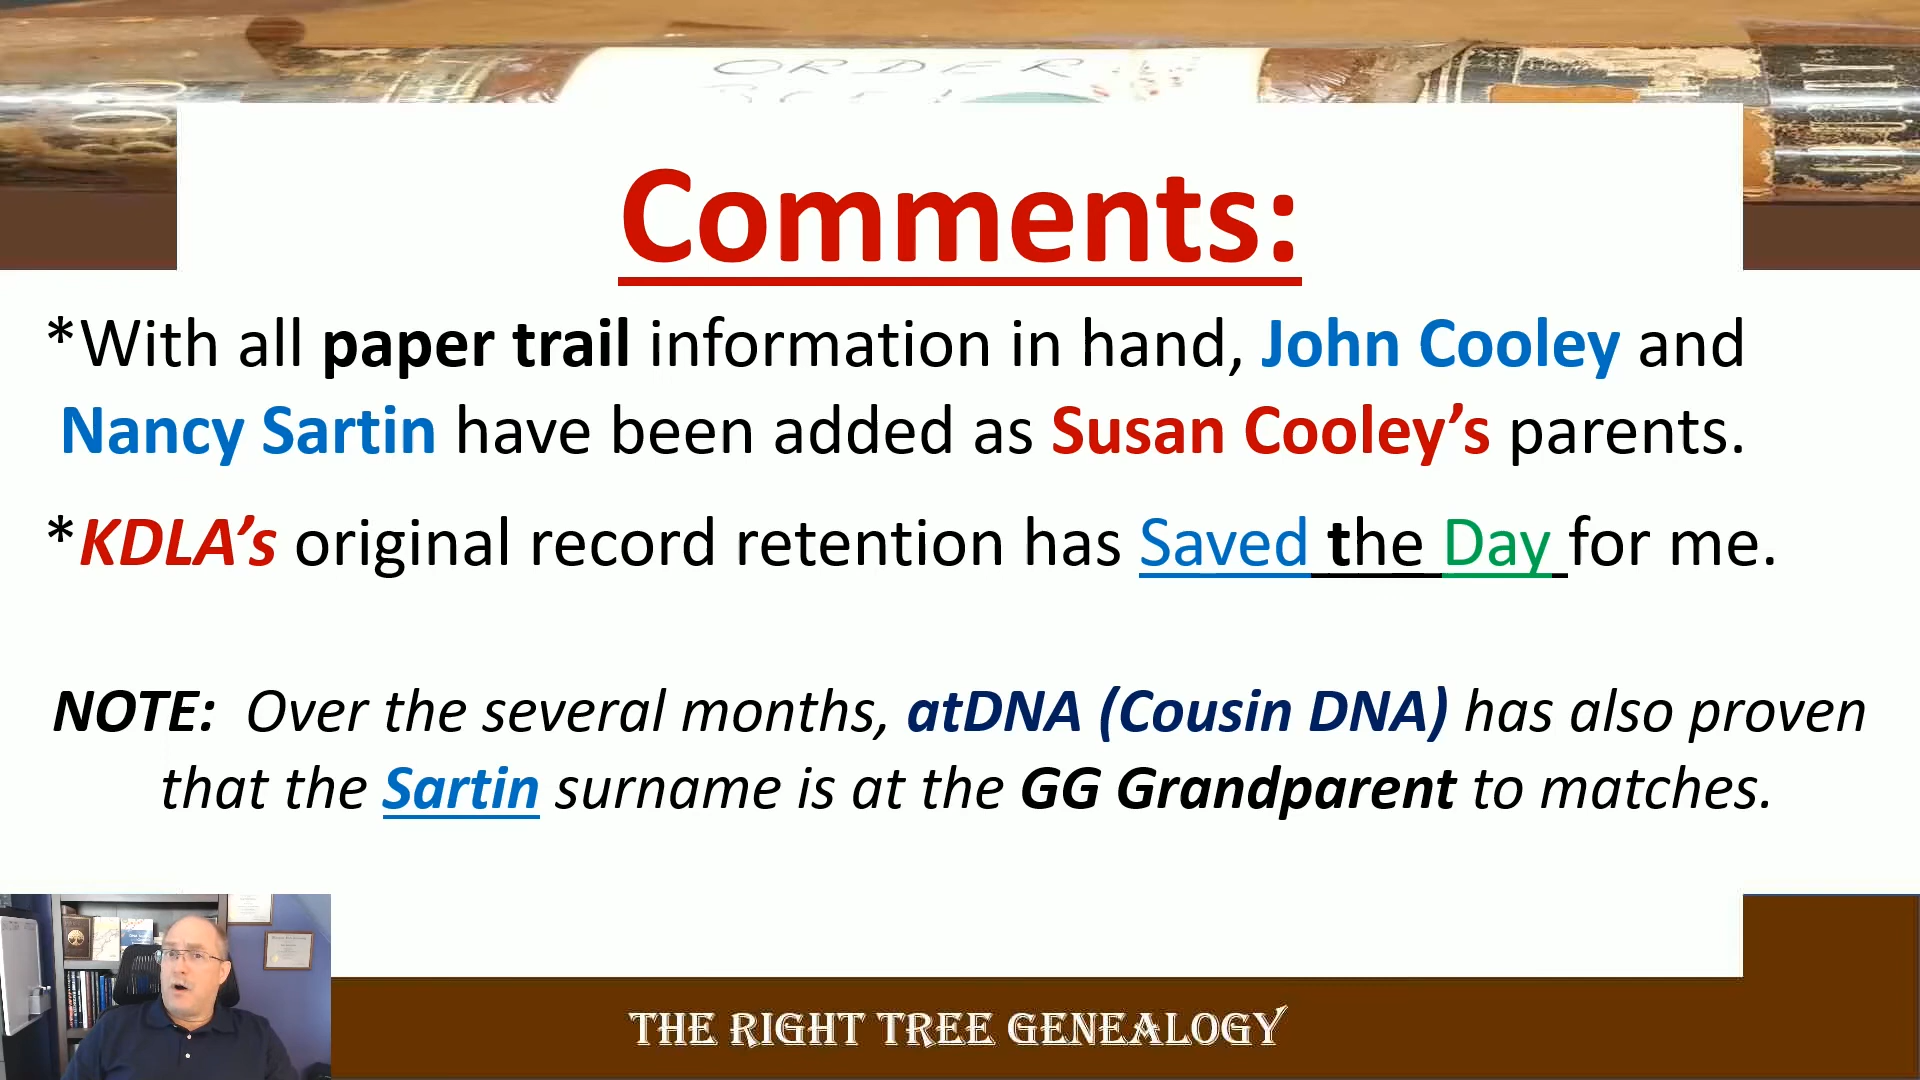 ORDER
Comments:
*With all paper trail information in hand, John Cooley and
Nancy Sartin have been added as Susan Cooley’s parents.
*KDLA’s original record retention has Saved the Day for me.
NOTE: Over the several months, atDNA (Cousin DNA) has also proven
that the Sartin surname is at the GG Grandparent to matches.
THE RIGHT TREE GENEALOGY